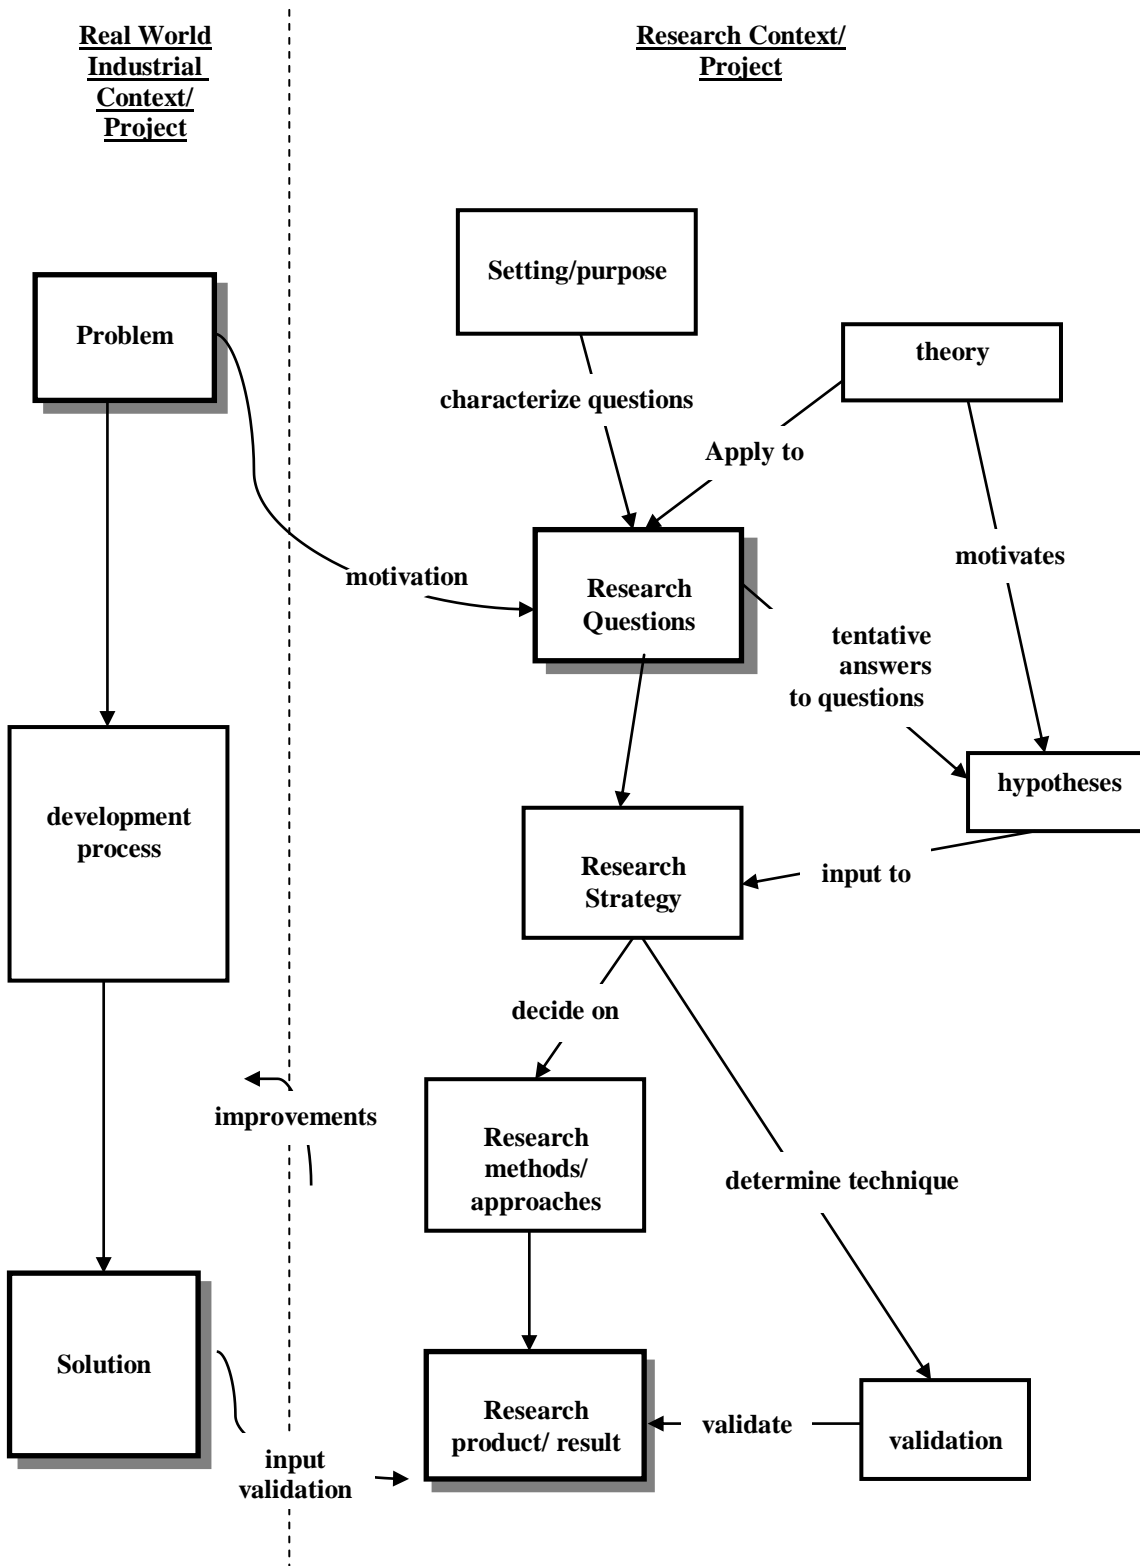 Real World
Industrial
Context/
Project
Research Context/
Project
Setting/purpose
Problem
theory
characterize questions
Apply to
motivates
motivation
Research
Questions
tentative
answers
to questions
hypotheses
development
process
Research
Strategy
input to
decide on
improvements
Research
methods/
approaches
determine technique
Solution
Research
product/ result
validate
validation
input
validation